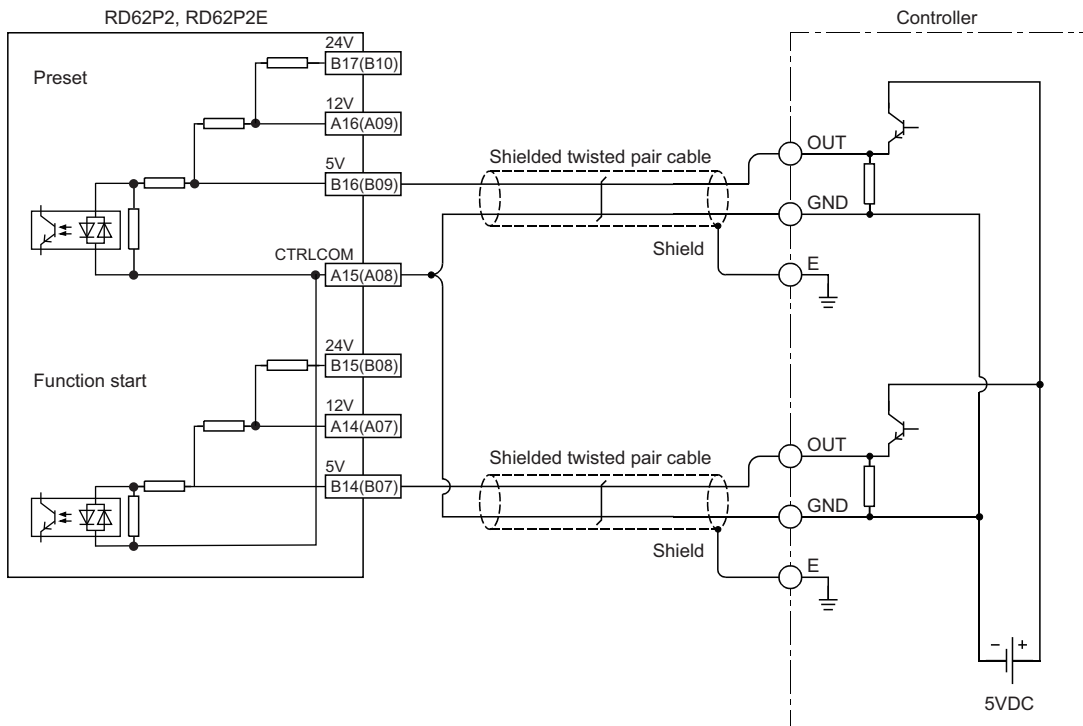 RD62P2, RD62P2E
Controller
Preset
24V
B17(B10)
12V
A16(A09)
5V
B16(B09)
CTRLCOM
A15(A08)
Shielded twisted pair cable
Shield
OUT
GND
E
Function start
24V
B15(B08)
12V
A14(A07)
5V
B14(B07)
Shielded twisted pair cable
Shield
OUT
GND
E
- +
5VDC